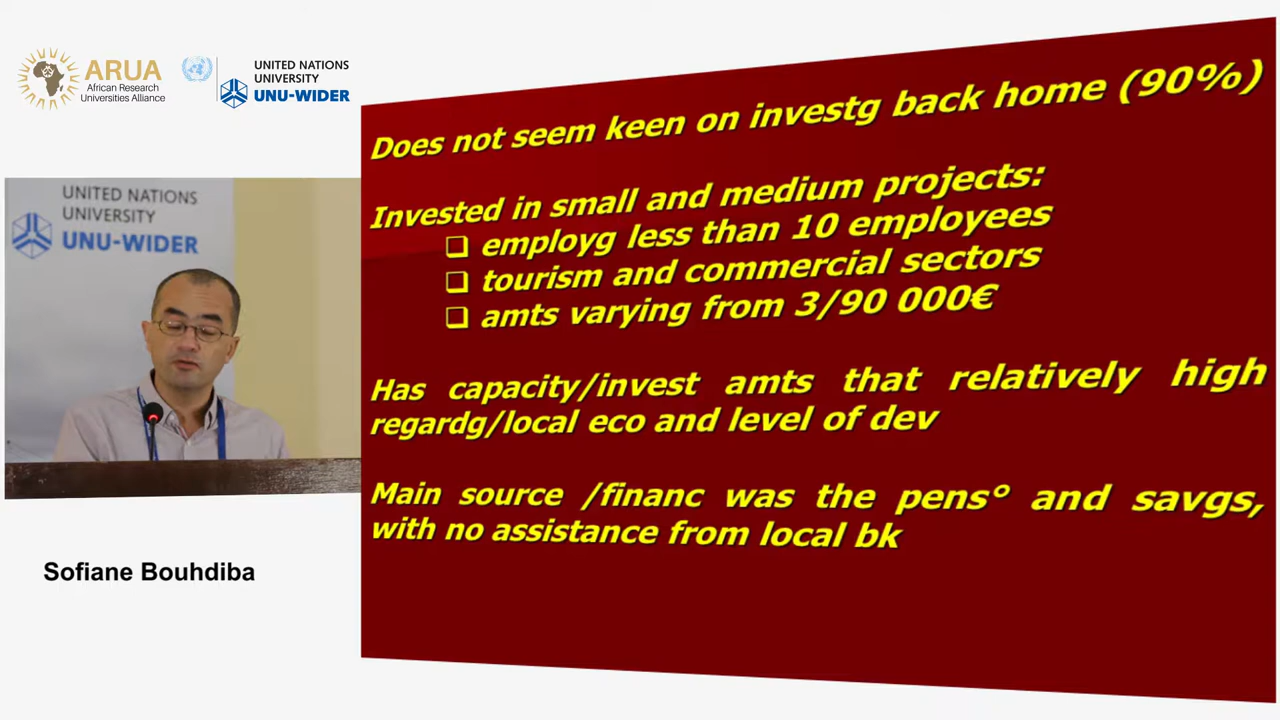 ARUA
African Research
Universities Alliance
UNITED NATIONS
UNIVERSITY
UNU-WIDER
UNITED NATIONS
UNIVERSITY
UNU-WIDER
Sofiane Bouhdiba
Does not seem keen on investg back home (90%)
Invested in small and medium projects:
❑ employg less than 10 employees
❑ tourism and commercial sectors
❑ amts varying from 3/90 000€
Has capacity/invest amts that relatively high
regardg/local eco and level of dev
Main source /financ was the pens° and savgs,
with no assistance from local bk